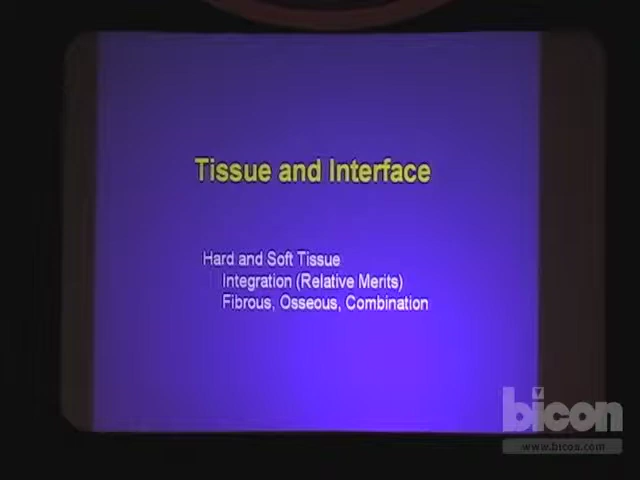 Tissue and Interface
Hard and Soft Tissue
Integration (Relative Merits)
Fibrous, Osseous, Combination
bicon
www.bicon.com